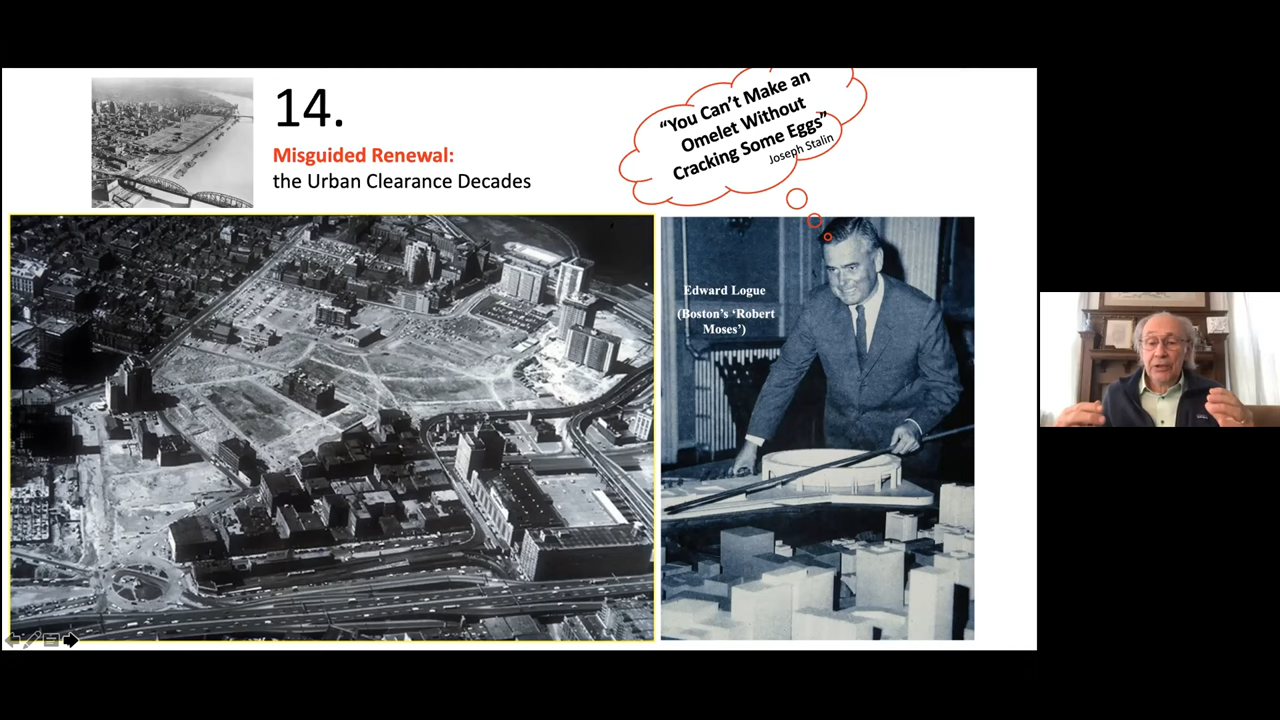 14.
Misguided Renewal:
the Urban Clearance Decades
“You Can’t Make an
Omelet Without
Cracking Some Eggs”
Joseph Stalin
Edward Logue
(Boston’s ‘Robert
Moses’)